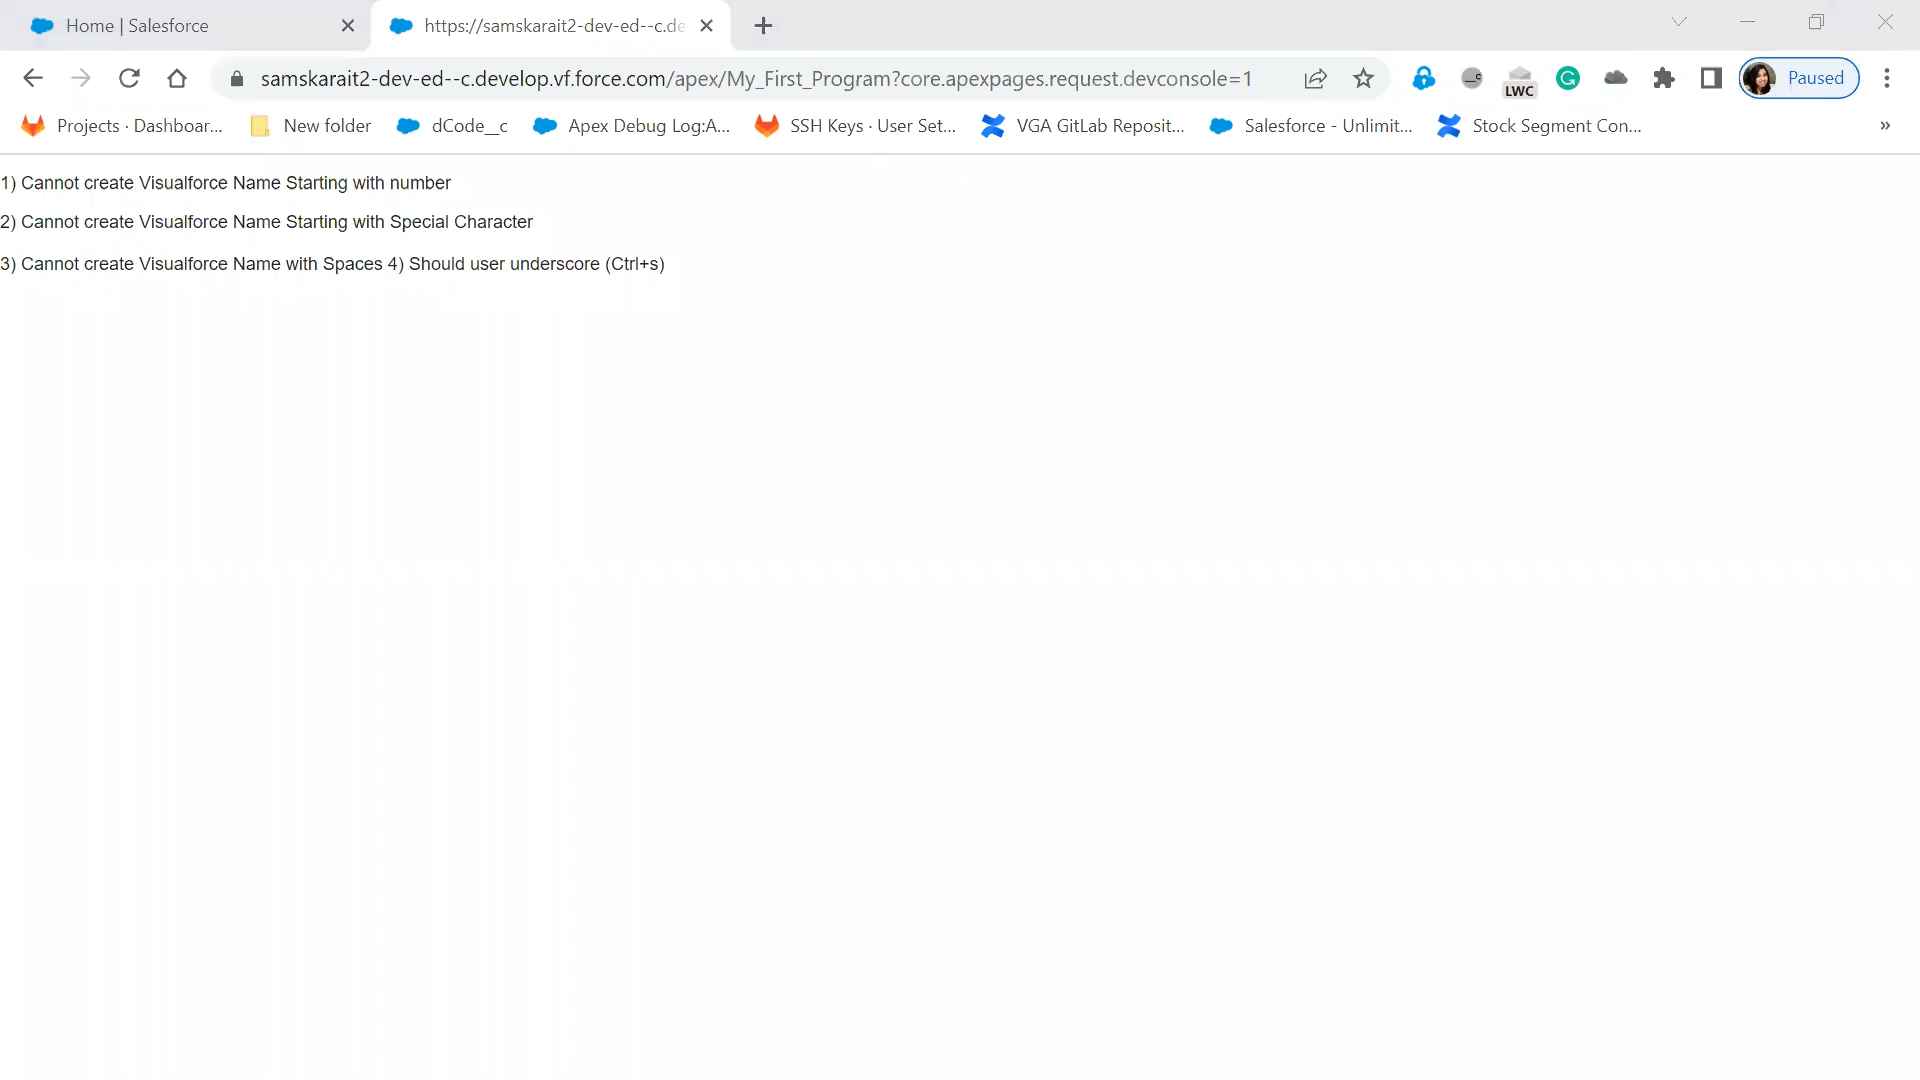 Home | Salesforce
https://samskarait2-dev-ed--c.de
samskarait2-dev-ed--c.develop.vf.force.com/apex/My_First_Program?core.apexpages.request.devconsole=1
LWC
Paused
Projects · Dashboar...
New folder
dCode__c
Apex Debug Log:A...
SSH Keys · User Set...
VGA GitLab Reposit...
Salesforce - Unlimit...
Stock Segment Con...
»
1) Cannot create Visualforce Name Starting with number
2) Cannot create Visualforce Name Starting with Special Character
3) Cannot create Visualforce Name with Spaces 4) Should user underscore (Ctrl+s)